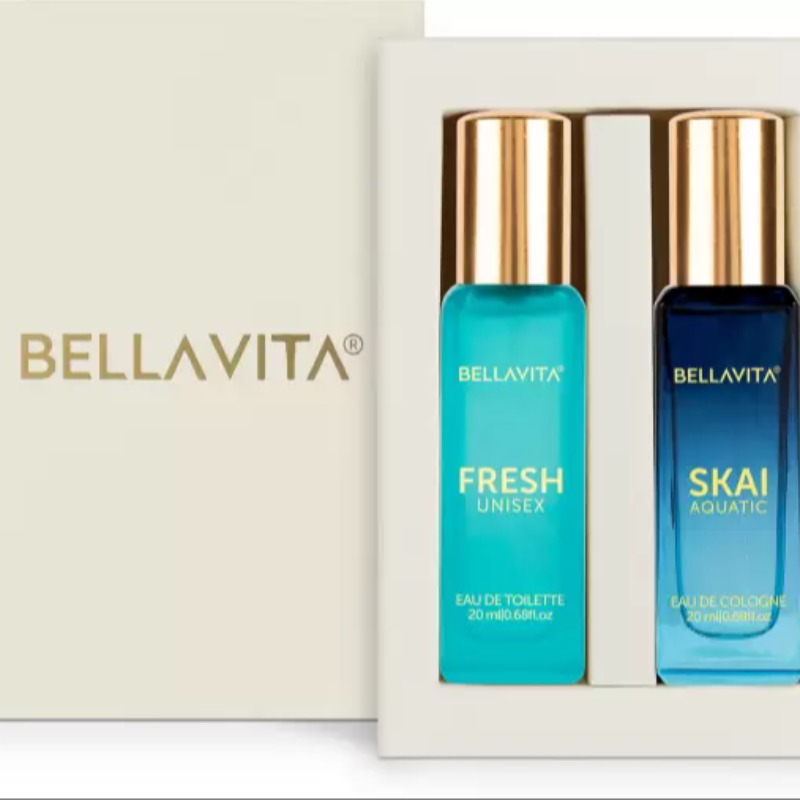 BELLAVITA®
BELLAVITA®
FRESH
UNISEX
EAU DE TOILETTE
20 ml|0.68fl.oz
BELLAVITA®
SKAI
AQUATIC
EAU DE COLOGNE
20 ml|0.68fl.oz